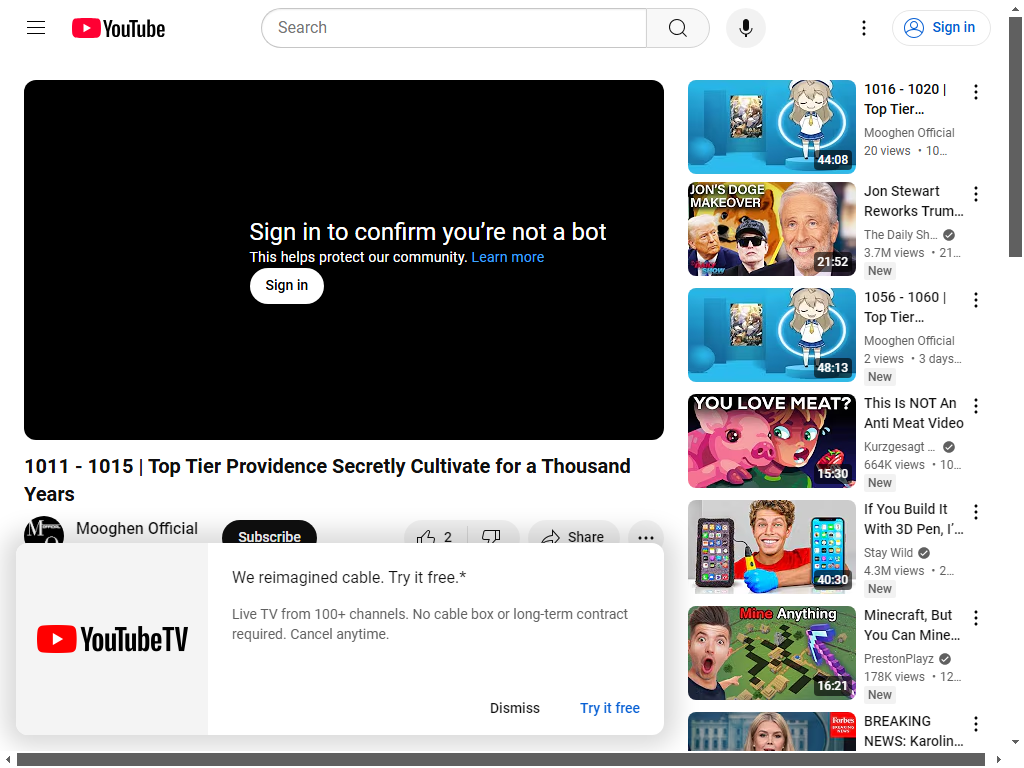 YouTube
Search
Sign in
Sign in to confirm you’re not a bot
This helps protect our community. Learn more
Sign in
1011 - 1015 | Top Tier Providence Secretly Cultivate for a Thousand
Years
Mooghen Official
Subscribe
2
Share
YouTubeTV
We reimagined cable. Try it free.*
Live TV from 100+ channels. No cable box or long-term contract
required. Cancel anytime.
Dismiss
Try it free
44:08
1016 - 1020 |
Top Tier…
Mooghen Official
20 views • 10…
JON'S DOGE
MAKEOVER
21:52
Jon Stewart
Reworks Trum…
The Daily Sh…
3.7M views • 21…
New
48:13
1056 - 1060 |
Top Tier…
Mooghen Official
2 views • 3 days…
New
YOU LOVE MEAT?
15:30
This Is NOT An
Anti Meat Video
Kurzgesagt …
664K views • 10…
New
40:30
If You Build It
With 3D Pen, I’…
Stay Wild
4.3M views • 2…
New
Mine Anything
16:21
Minecraft, But
You Can Mine…
PrestonPlayz
178K views • 12…
New
Forbes
BREAKING
NEWS
BREAKING
NEWS: Karolin…